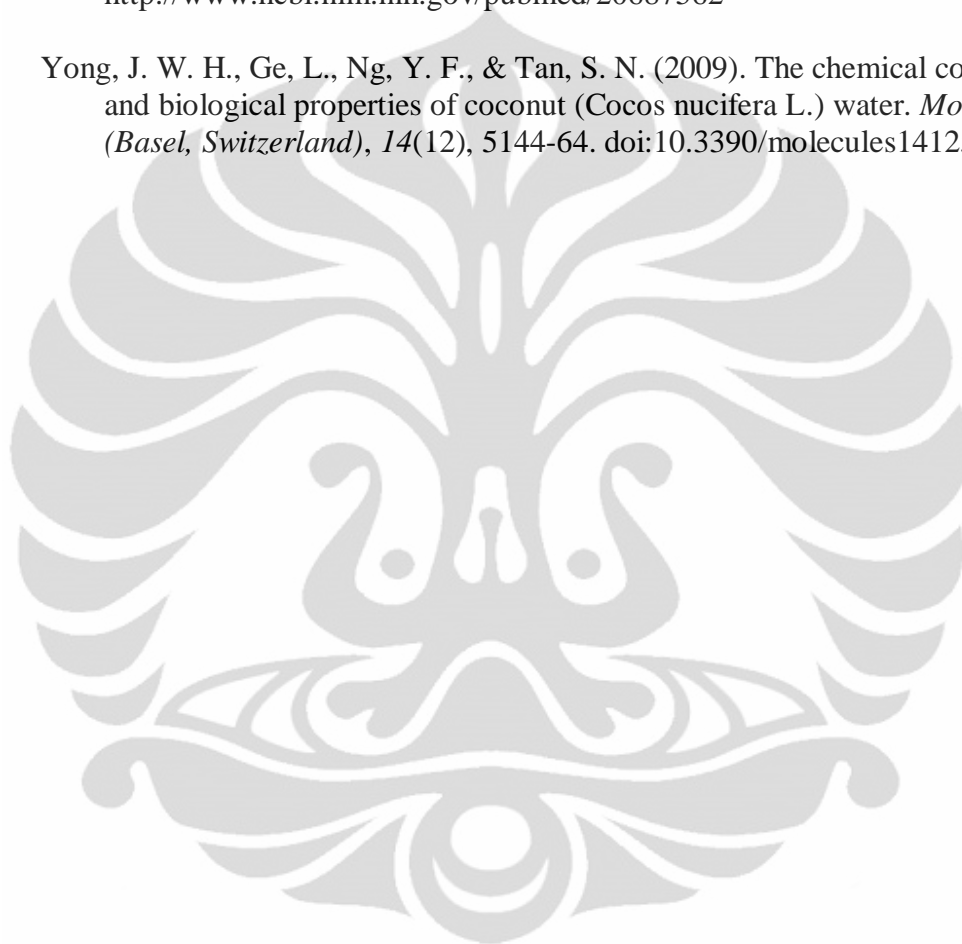 http://www.ncbi.nlm.nih.gov/pubmed/
Yong, J. W. H., Ge, L., Ng, Y. F., & Tan, S. N. (2009). The chemical co
and biological properties of coconut (Cocos nucifera L.) water. Mo
(Basel, Switzerland), 14(12), 5144-64. doi:10.3390/molecules1412